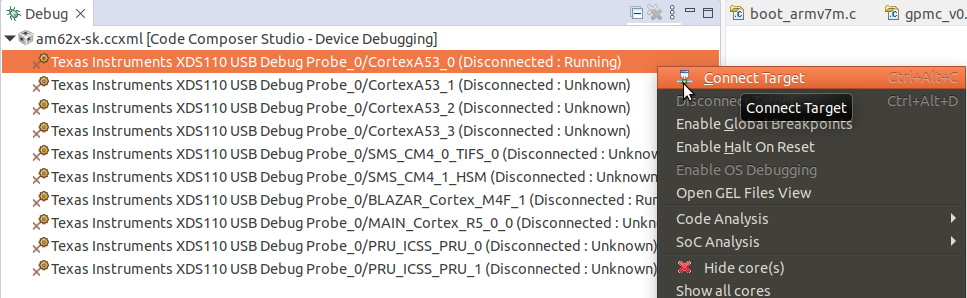 Debug
boot_armv7m.c
gpmc_v0.
am62x-sk.ccxml [Code Composer Studio - Device Debugging]
Texas Instruments XDS110 USB Debug Probe_0/CortexA53_0 (Disconnected : Running)
Texas Instruments XDS110 USB Debug Probe_0/CortexA53_1 (Disconnected : Unknown)
Texas Instruments XDS110 USB Debug Probe_0/CortexA53_2 (Disconnected : Unknown)
Texas Instruments XDS110 USB Debug Probe_0/CortexA53_3 (Disconnected : Unknown)
Texas Instruments XDS110 USB Debug Probe_0/SMS_CM4_0_TIFS_0 (Disconnected : Unknow
Texas Instruments XDS110 USB Debug Probe_0/SMS_CM4_1_HSM (Disconnected : Unknow
Texas Instruments XDS110 USB Debug Probe_0/BLAZAR_Cortex_M4F_1 (Disconnected : Run
Texas Instruments XDS110 USB Debug Probe_0/MAIN_Cortex_R5_0_0 (Disconnected : Unkno
Texas Instruments XDS110 USB Debug Probe_0/PRU_ICSS_PRU_0 (Disconnected : Unknown)
Texas Instruments XDS110 USB Debug Probe_0/PRU_ICSS_PRU_1 (Disconnected : Unknown)
Connect Target Ctrl+Alt+C
Disconnec Ctrl+Alt+D
Connect Target
Enable Global Breakpoints
Enable Halt On Reset
Enable OS Debugging
Open GEL Files View
Code Analysis
SoC Analysis
Hide core(s)
Show all cores